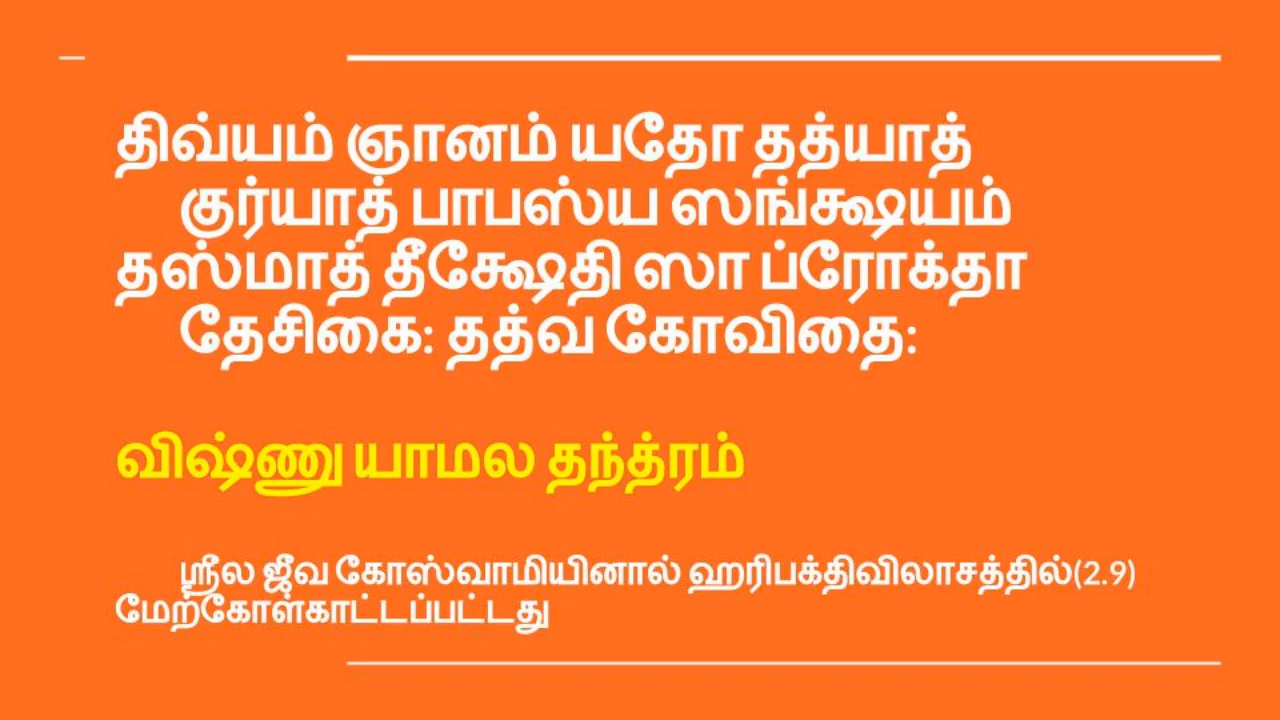 திவ்யம் ஞானம் யதோ தத்யாத்
குர்யாத் பாபஸ்ய ஸங்க்ஷயம்
தஸ்மாத் தீக்ஷேதி ஸா ப்ரோக்தா
தேசிகை: தத்வ கோவிதை:
விஷ்ணு யாமல தந்த்ரம்
ஸ்ரீல ஜீவ கோஸ்வாமியினால் ஹரிபக்திவிலாசத்தில்(2.9)
மேற்கோள்காட்டப்பட்டது